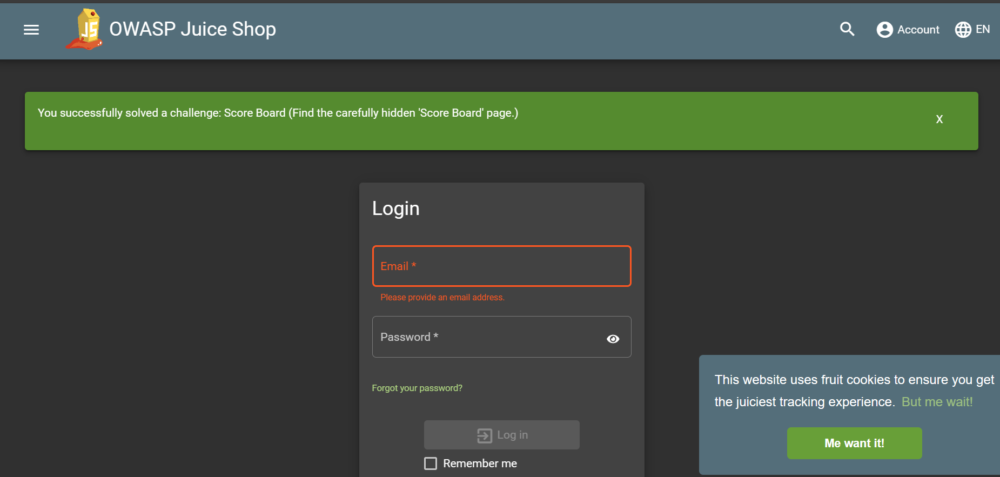 JS
OWASP Juice Shop
Account
EN
You successfully solved a challenge: Score Board (Find the carefully hidden 'Score Board' page.)
X
Login
Email *
Please provide an email address.
Password *
Forgot your password?
Log in
Remember me
This website uses fruit cookies to ensure you get
the juiciest tracking experience. But me wait!
Me want it!